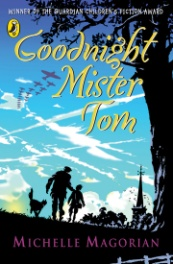 WINNER OF THE GUARDIAN CHILDREN'S FICTION AWARD
Goodnight
Mister
Tom
MICHELLE MAGORIAN